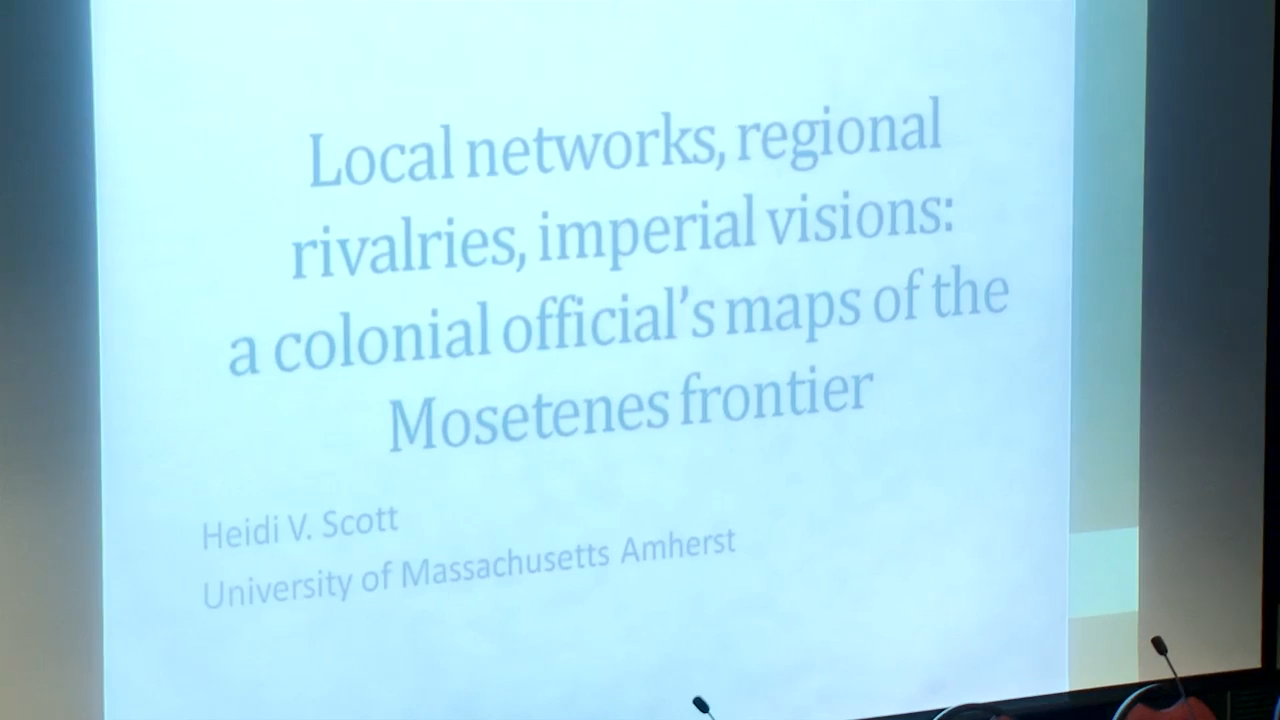 Local networks, regional
rivalries, imperial visions:
a colonial official’s maps of the
Mosetenes frontier
Heidi V. Scott
University of Massachusetts Amherst